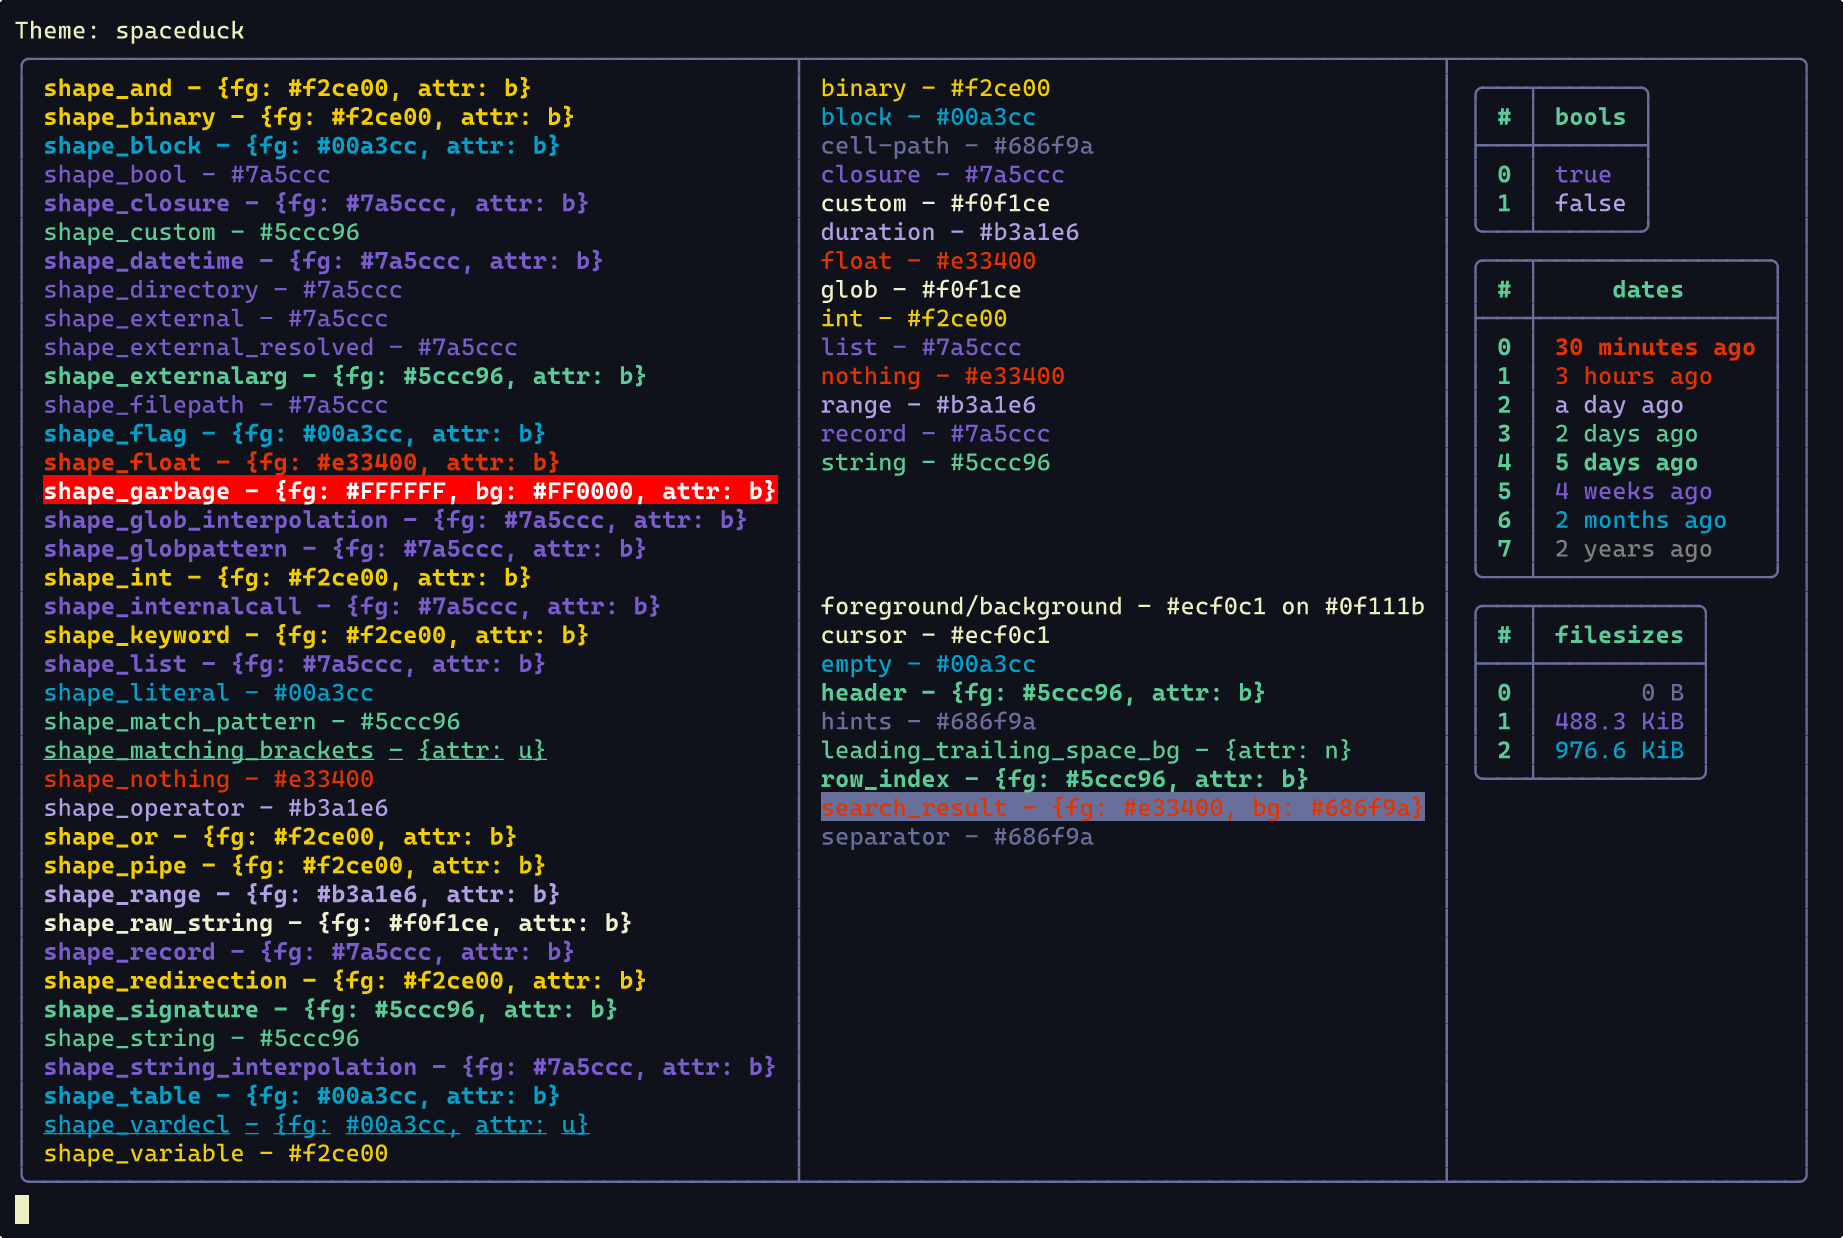 Theme: spaceduck
shape_and - {fg: #f2ce00, attr: b}
shape_binary - {fg: #f2ce00, attr: b}
shape_block - {fg: #00a3cc, attr: b}
shape_bool - #7a5ccc
shape_closure - {fg: #7a5ccc, attr: b}
shape_custom - #5ccc96
shape_datetime - {fg: #7a5ccc, attr: b}
shape_directory - #7a5ccc
shape_external - #7a5ccc
shape_external_resolved - #7a5ccc
shape_externalarg - {fg: #5ccc96, attr: b}
shape_filepath - #7a5ccc
shape_flag - {fg: #00a3cc, attr: b}
shape_float - {fg: #e33400, attr: b}
shape_garbage - {fg: #FFFFFF, bg: #FF0000, attr: b}
shape_glob_interpolation - {fg: #7a5ccc, attr: b}
shape_globpattern - {fg: #7a5ccc, attr: b}
shape_int - {fg: #f2ce00, attr: b}
shape_internalcall - {fg: #7a5ccc, attr: b}
shape_keyword - {fg: #f2ce00, attr: b}
shape_list - {fg: #7a5ccc, attr: b}
shape_literal - #00a3cc
shape_match_pattern - #5ccc96
shape_matching_brackets - {attr: u}
shape_nothing - #e33400
shape_operator - #b3a1e6
shape_or - {fg: #f2ce00, attr: b}
shape_pipe - {fg: #f2ce00, attr: b}
shape_range - {fg: #b3a1e6, attr: b}
shape_raw_string - {fg: #f0f1ce, attr: b}
shape_record - {fg: #7a5ccc, attr: b}
shape_redirection - {fg: #f2ce00, attr: b}
shape_signature - {fg: #5ccc96, attr: b}
shape_string - #5ccc96
shape_string_interpolation - {fg: #7a5ccc, attr: b}
shape_table - {fg: #00a3cc, attr: b}
shape_vardecl - {fg: #00a3cc, attr: u}
shape_variable - #f2ce00
binary - #f2ce00
block - #00a3cc
cell-path - #686f9a
closure - #7a5ccc
custom - #f0f1ce
duration - #b3a1e6
float - #e33400
glob - #f0f1ce
int - #f2ce00
list - #7a5ccc
nothing - #e33400
range - #b3a1e6
record - #7a5ccc
string - #5ccc96
foreground/background - #ecf0c1 on #0f111b
cursor - #ecf0c1
empty - #00a3cc
header - {fg: #5ccc96, attr: b}
hints - #686f9a
leading_trailing_space_bg - {attr: n}
row_index - {fg: #5ccc96, attr: b}
search_result - {fg: #e33400, bg: #686f9a}
separator - #686f9a
# bools
0 true
1 false
# dates
0 30 minutes ago
1 3 hours ago
2 a day ago
3 2 days ago
4 5 days ago
5 4 weeks ago
6 2 months ago
7 2 years ago
# filesizes
0 0 B
1 488.3 KiB
2 976.6 KiB